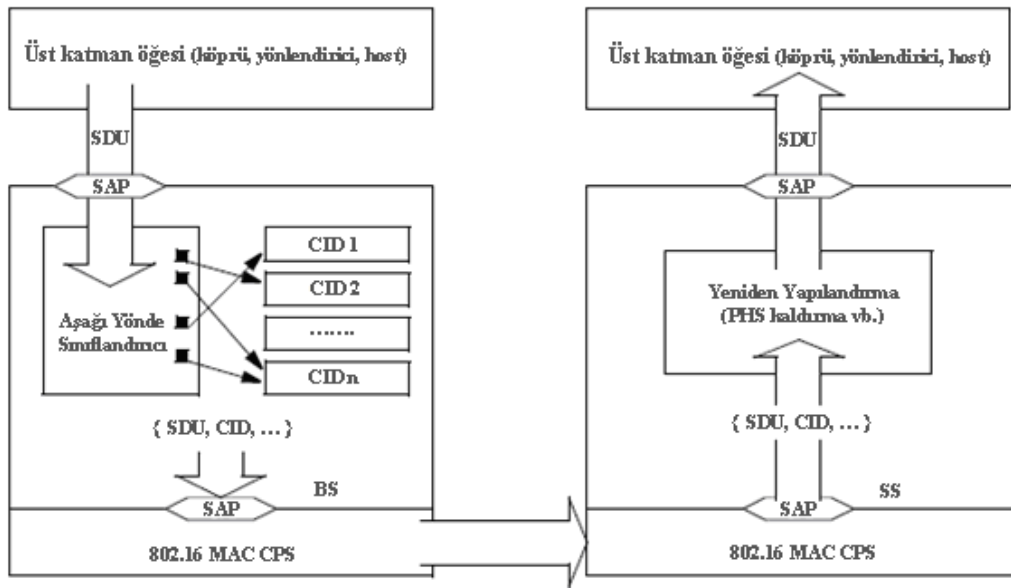 Üst katman öğesi (köprü, yönlendirici, host)
SDU
SAP
Aşağı Yönde
Sınıflandırıcı
CID 1
CID 2
.......
CIDn
{ SDU, CID, ... }
BS
SAP
802.16 MAC CPS
Üst katman öğesi (köprü, yönlendirici, host)
SDU
SAP
Yeniden Yapılandırma
(PHS haldırma vb.)
{ SDU, CID, ... }
SS
SAP
802.16 MAC CPS